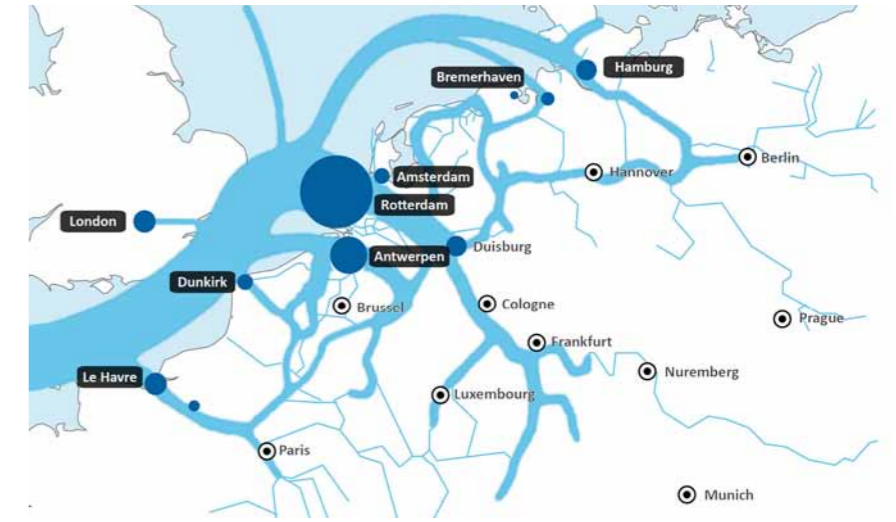 Bremerhaven
Hamburg
Berlin
Hannover
Amsterdam
Rotterdam
London
Duisburg
Antwerpen
Dunkirk
Brussel
Cologne
Prague
Frankfurt
Le Havre
Nuremberg
Luxembourg
Paris
Munich